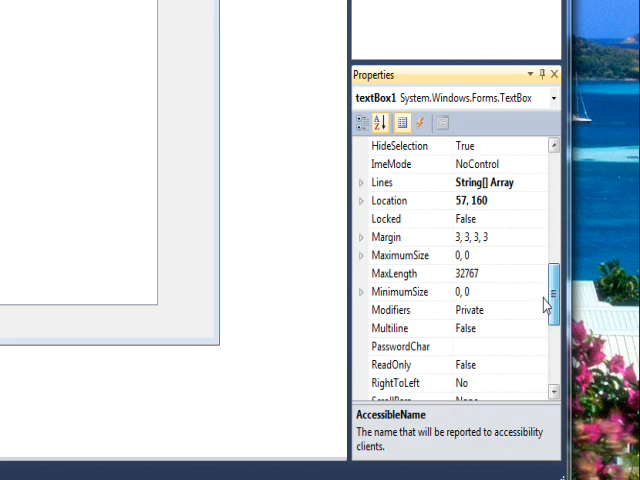 Properties
textBox1 System.Windows.Forms.TextBox
HideSelection True
ImeMode NoControl
Lines String[] Array
Location 57, 160
Locked False
Margin 3, 3, 3, 3
MaximumSize 0, 0
MaxLength 32767
MinimumSize 0, 0
Modifiers Private
Multiline False
PasswordChar
ReadOnly False
RightToLeft No
ScrollBars None
AccessibleName
The name that will be reported to accessibility
clients.